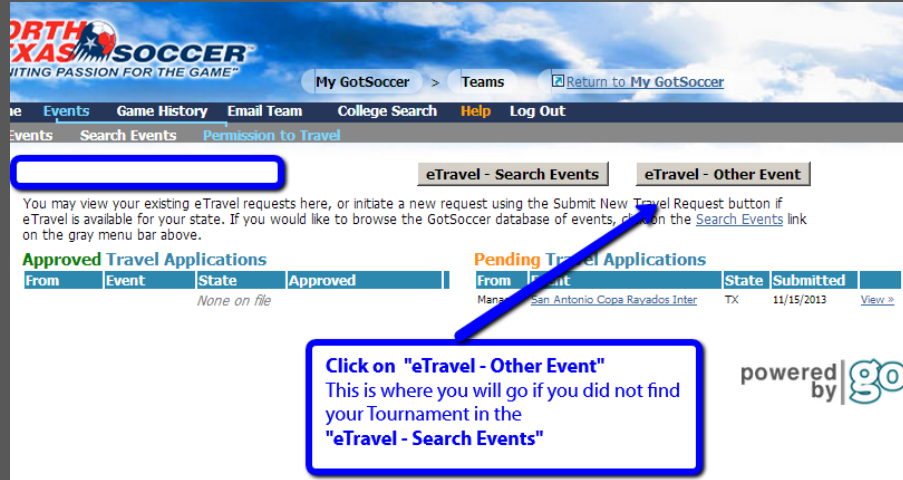 ORTH
EXAS SOCCER
ITING PASSION FOR THE GAME"
My GotSoccer > Teams Return to My GotSoccer
me Events Game History Email Team College Search Help Log Out
Events Search Events Permission to Travel
eTravel - Search Events eTravel - Other Event
You may view your existing eTravel requests here, or initiate a new request using the Submit New Travel Request button if
eTravel is available for your state. If you would like to browse the GotSoccer database of events, click on the Search Events link
on the gray menu bar above.
Approved Travel Applications
From Event State Approved
None on file
Pending Travel Applications
From Event State Submitted
Manag San Antonio Copa Rayados Inter TX 11/15/2013 View »
Click on "eTravel - Other Event"
This is where you will go if you did not find
your Tournament in the
"eTravel - Search Events"
powered
by go